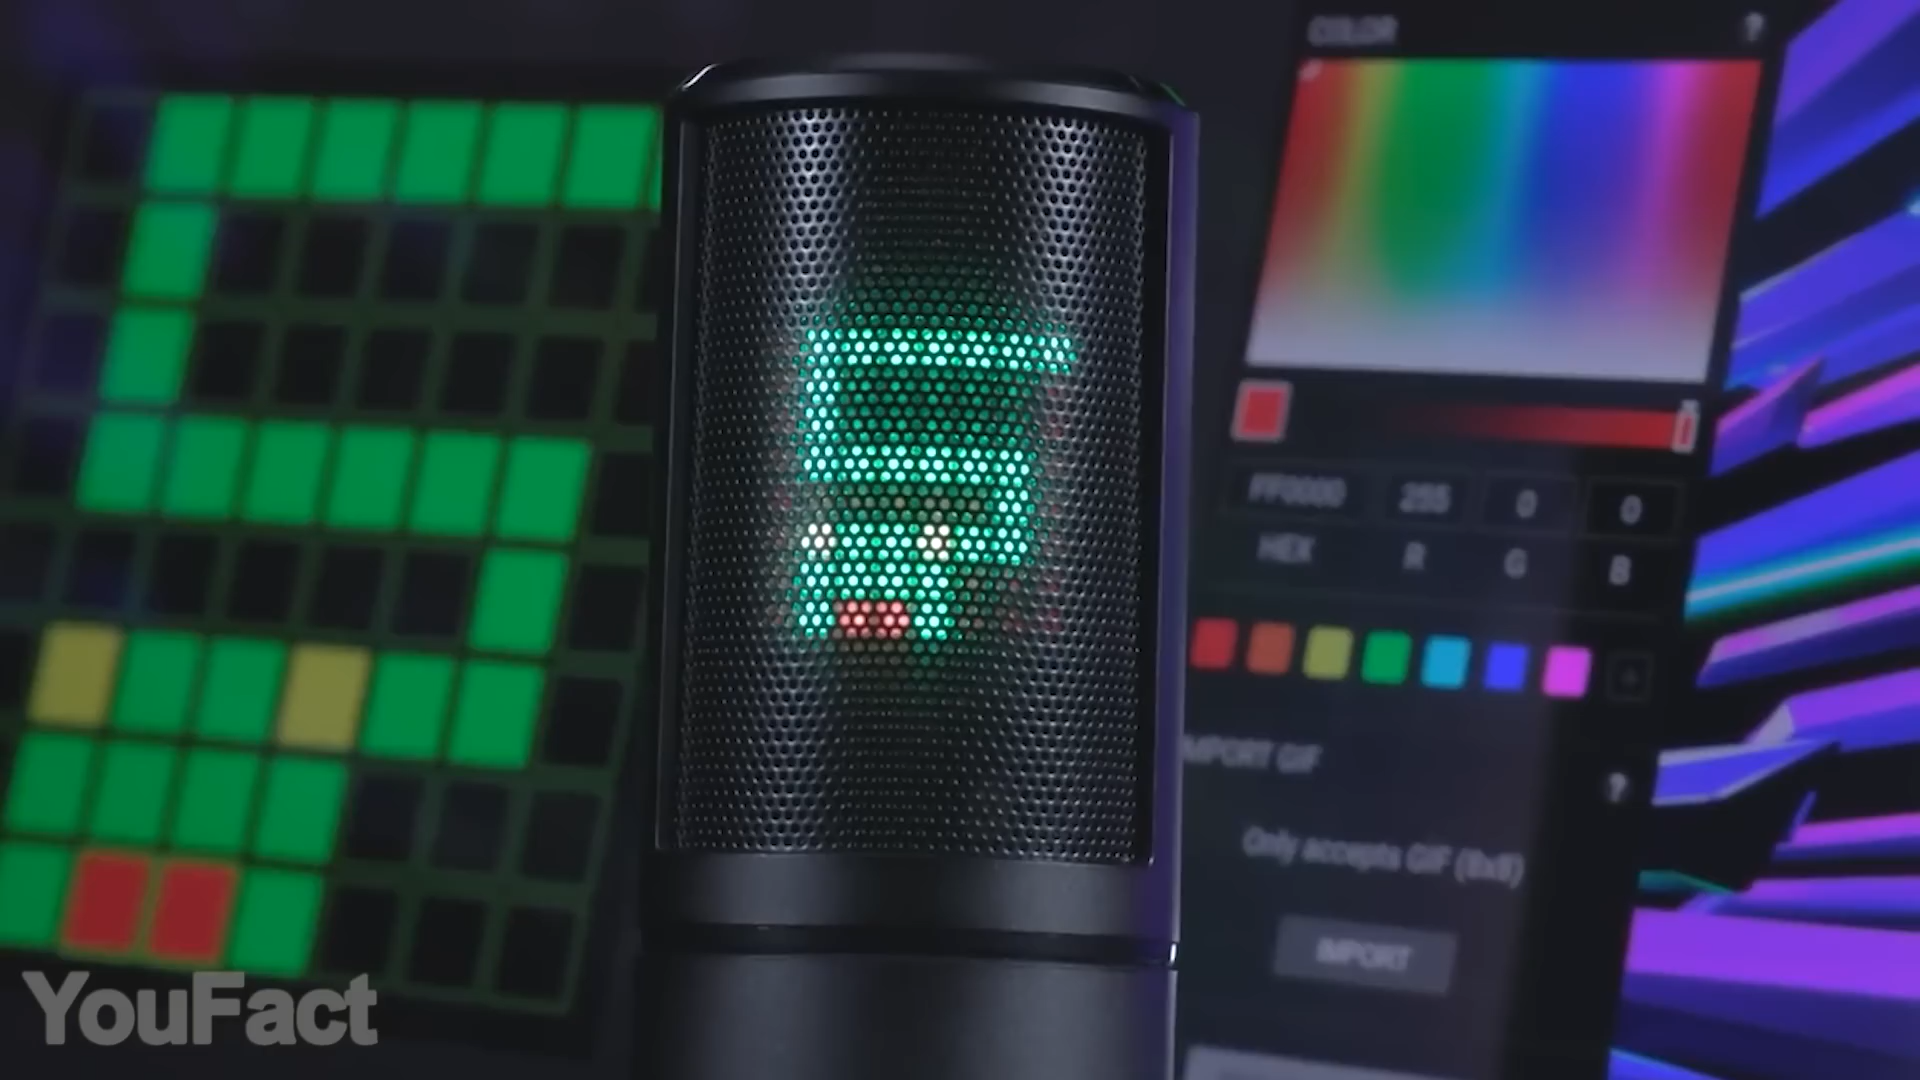 COLOR ?
FF0000 255 0 0
HEX R G B
IMPORT GIF
?
Only accepts GIF (8x8)
IMPORT
YouFact